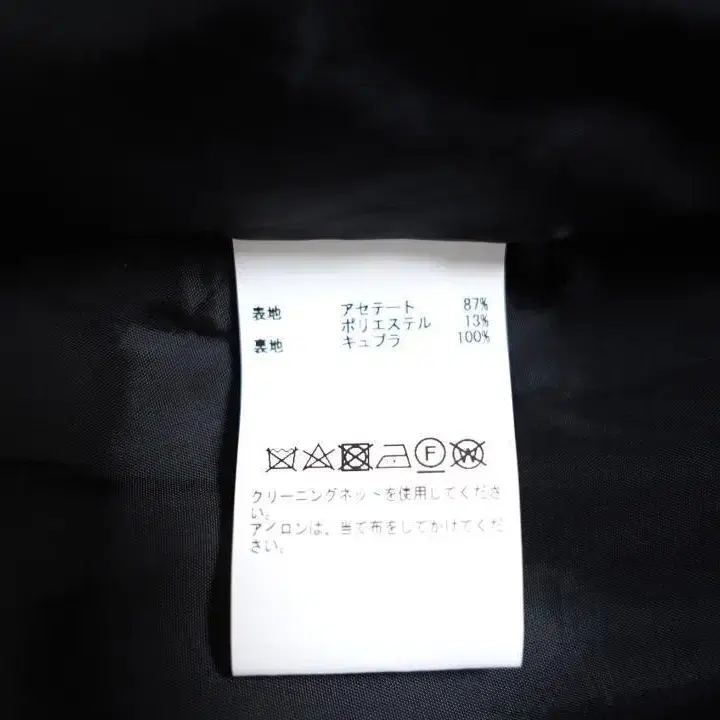 表地 アセテート 87%
ポリエステル 13%
裏地 キュプラ 100%
F W
クリーニングネットを使用してくださ
い。
アイロンは、当て布をしてかけてくだ
さい。